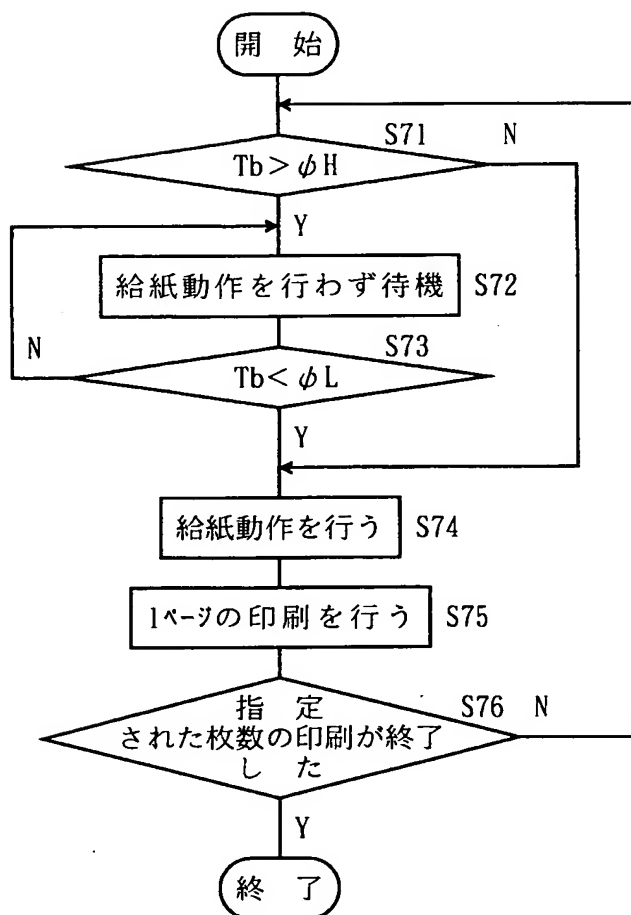 開 始
S71
N
Tb > φH
Y
給紙動作を行わず待機
S72
N
S73
Tb < φL
Y
給紙動作を行う
S74
1ページの印刷を行う
S75
指 定
された枚数の印刷が終了
し た
S76
N
Y
終 了